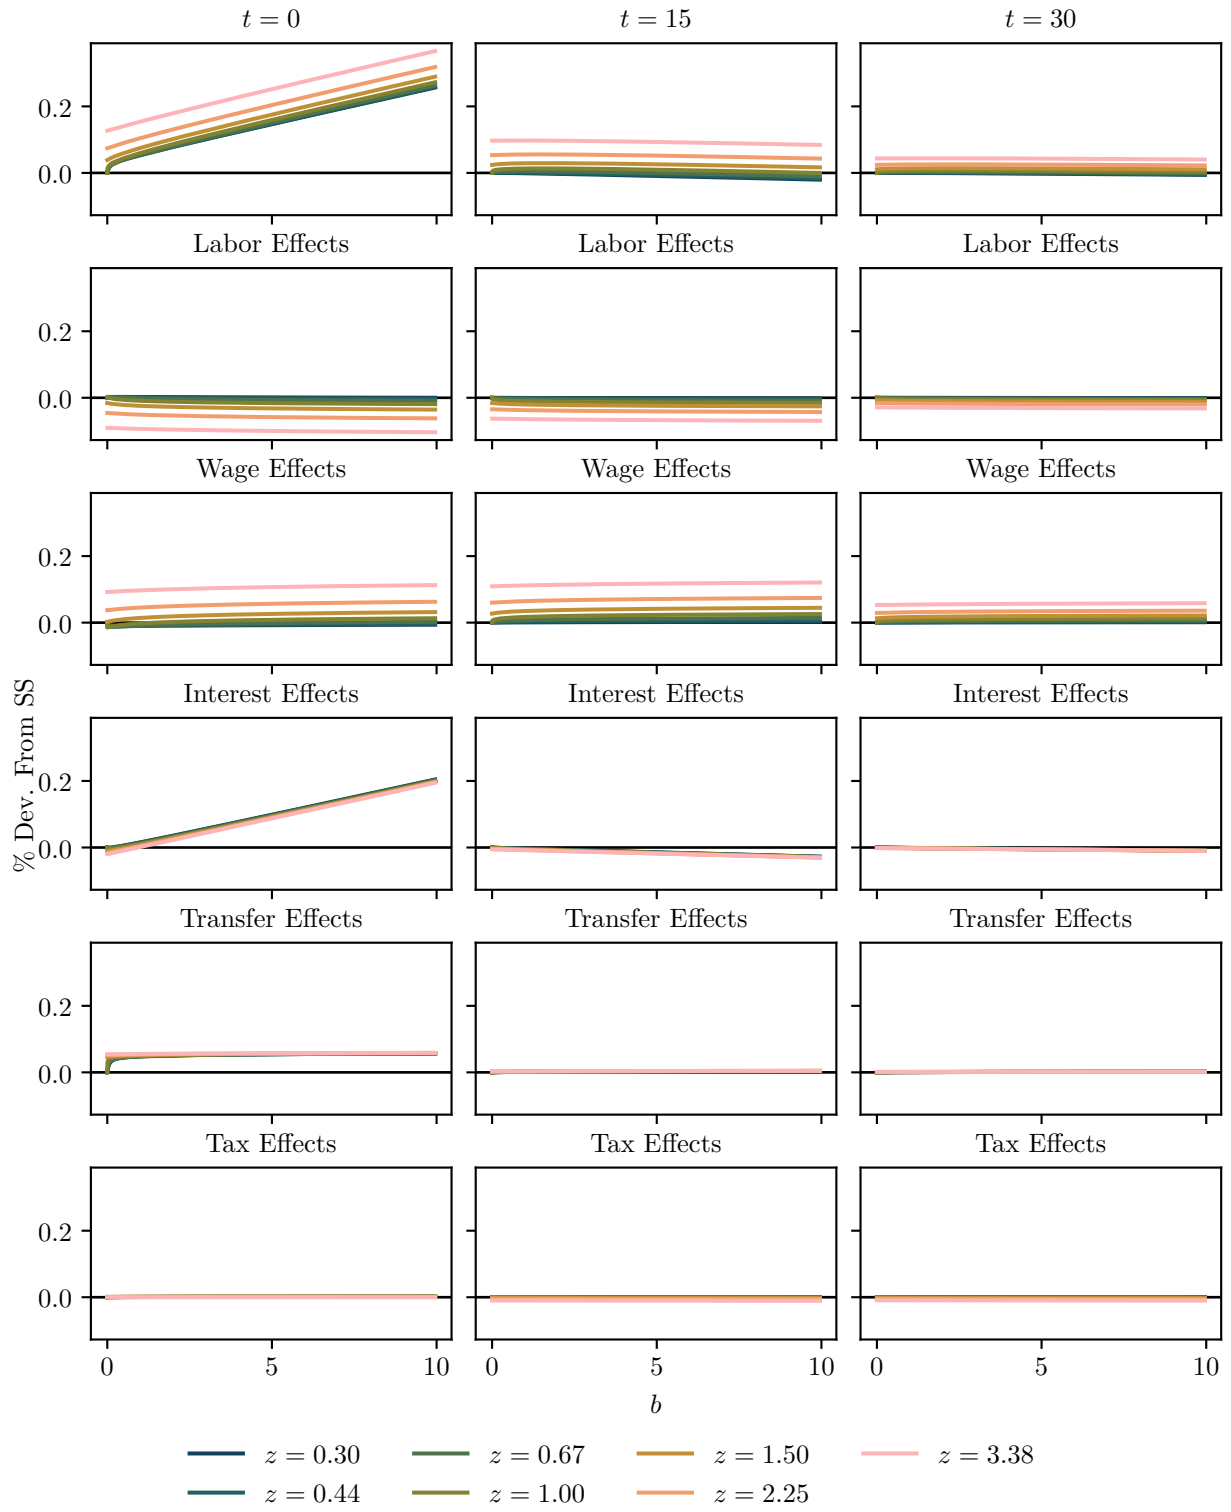 t = 0
t = 15
t = 30
0.2
0.0
Labor Effects
Labor Effects
Labor Effects
0.2
0.0
Wage Effects
Wage Effects
Wage Effects
0.2
0.0
Interest Effects
Interest Effects
Interest Effects
% Dev. From SS
0.2
0.0
Transfer Effects
Transfer Effects
Transfer Effects
0.2
0.0
Tax Effects
Tax Effects
Tax Effects
0.2
0.0
0
5
10
0
5
10
0
5
10
b
z = 0.30
z = 0.67
z = 1.50
z = 3.38
z = 0.44
z = 1.00
z = 2.25